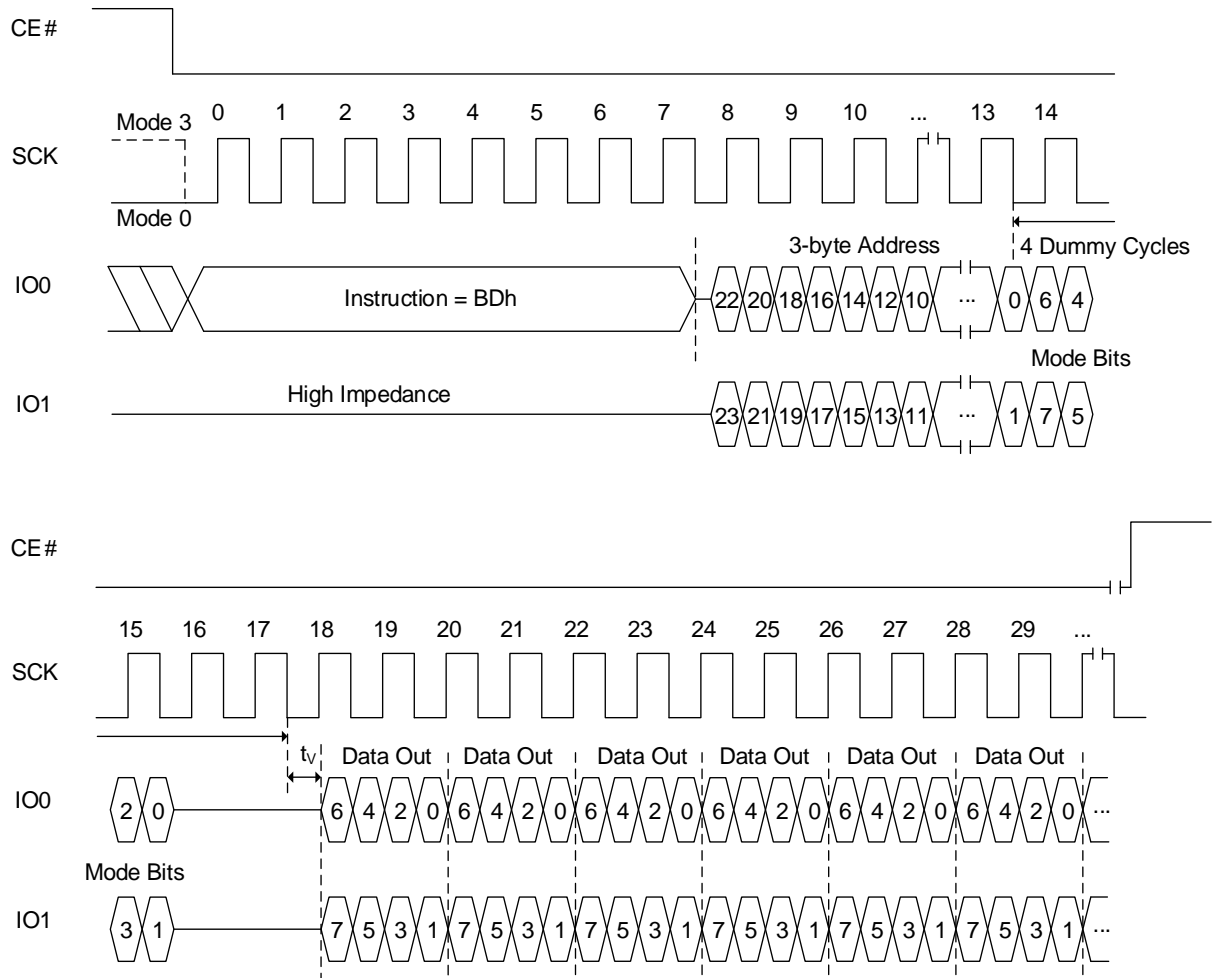 CE#
0 1 2 3 4 5 6 7 8 9 10 ... 13 14
Mode 3
SCK
Mode 0
3-byte Address 4 Dummy Cycles
IO0 Instruction = BDh 22 20 18 16 14 12 10 ... 0 6 4
Mode Bits
High Impedance
IO1 23 21 19 17 15 13 11 ... 1 7 5
CE#
15 16 17 18 19 20 21 22 23 24 25 26 27 28 29 ...
SCK
tV Data Out Data Out Data Out Data Out Data Out Data Out
IO0 2 0 6 4 2 0 6 4 2 0 6 4 2 0 6 4 2 0 6 4 2 0 6 4 2 0 ...
Mode Bits
IO1 3 1 7 5 3 1 7 5 3 1 7 5 3 1 7 5 3 1 7 5 3 1 7 5 3 1 ...